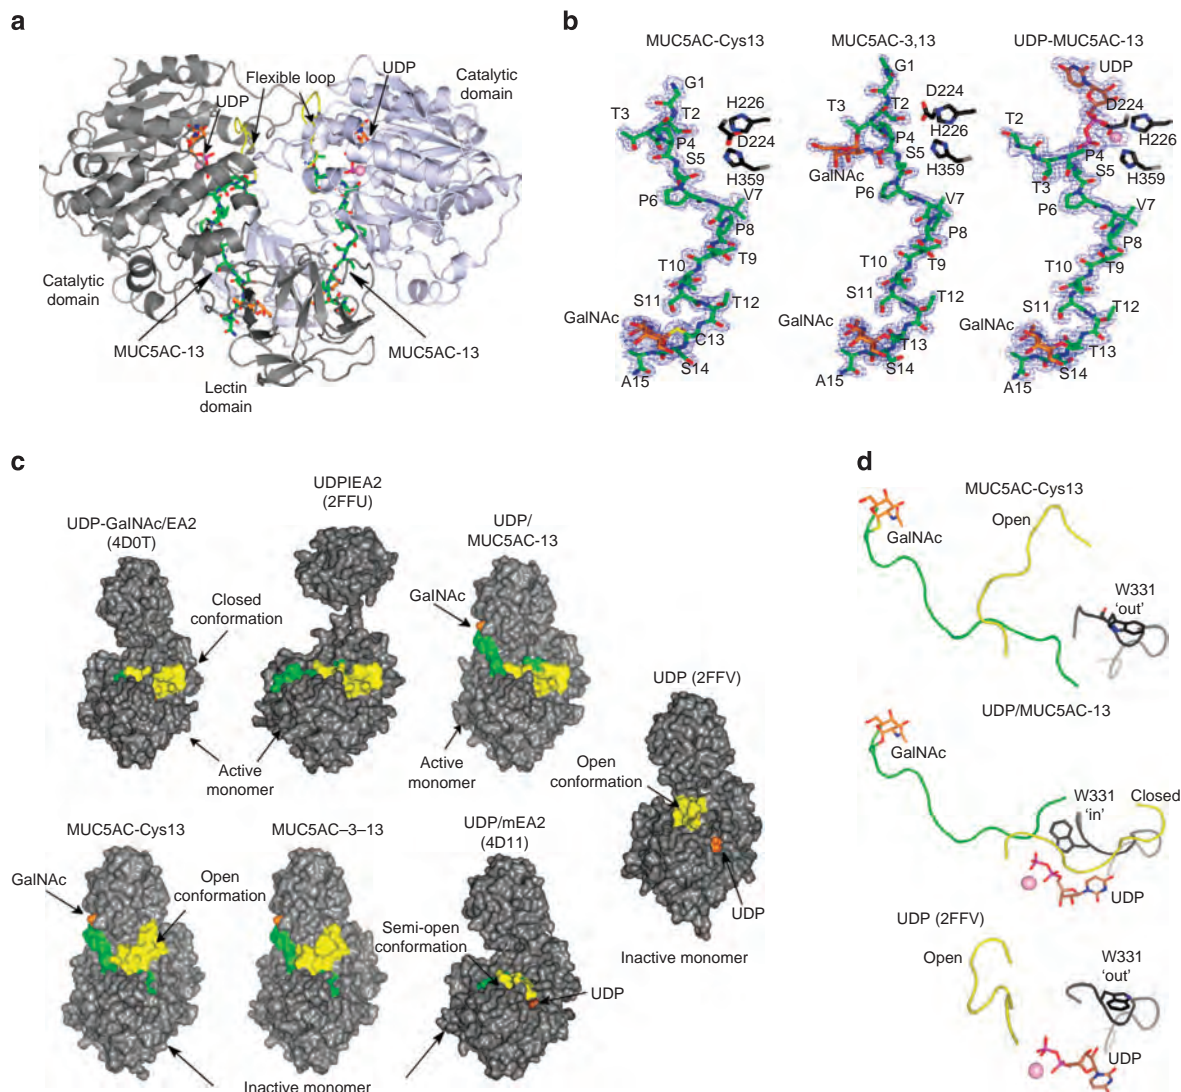 a
UDP
Flexible loop
UDP
Catalytic
domain
Catalytic
domain
MUC5AC-13
MUC5AC-13
Lectin
domain
b
MUC5AC-Cys13
G1
T3
T2
H226
P4
D224
S5
H359
P6
V7
P8
T10
T9
S11
T12
GalNAc
C13
S14
A15
MUC5AC-3,13
G1
D224
T3
T2
P4
H226
S5
GalNAc
H359
P6
V7
P8
T10
T9
S11
T12
GalNAc
T13
S14
A15
UDP-MUC5AC-13
UDP
D224
T2
H226
P4
S5
T3
H359
P6
V7
P8
T10
T9
S11
T12
GalNAc
T13
S14
A15
c
UDP-GalNAc/EA2
(4D0T)
UDPIEA2
(2FFU)
UDP/
MUC5AC-13
GalNAc
Closed
conformation
Active
monomer
Active
monomer
UDP (2FFV)
Open
conformation
UDP
Inactive monomer
MUC5AC-Cys13
GalNAc
Open
conformation
MUC5AC–3–13
UDP/mEA2
(4D11)
Semi-open
conformation
UDP
Inactive monomer
d
MUC5AC-Cys13
Open
GalNAc
W331
‘out’
UDP/MUC5AC-13
GalNAc
W331
‘in’
Closed
UDP
UDP (2FFV)
Open
W331
‘out’
UDP